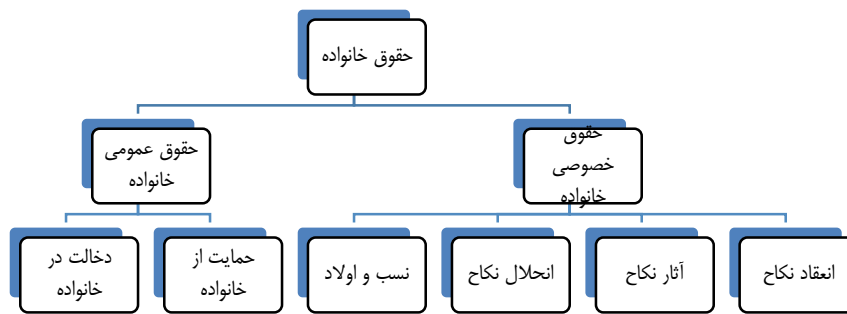 حقوق خانواده
حقوق
خصوصی
خانواده
حقوق عمومی
خانواده
انعقاد نکاح
آثار نکاح
انحلال نکاح
نسب و اولاد
حمایت از
خانواده
دخالت در
خانواده